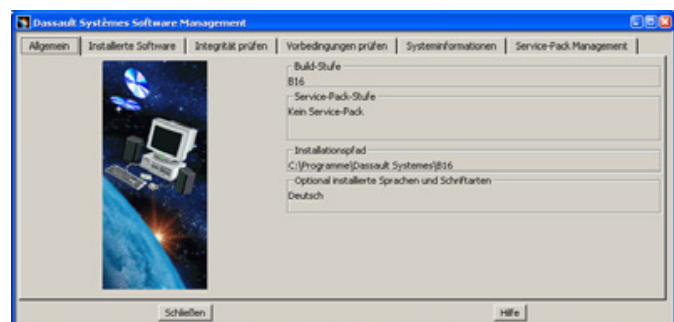 Dassault Systèmes Software Management
Allgemein Installierte Software Integrität prüfen Vorbedingungen prüfen Systeminformationen Service-Pack Management
Build-Stufe
B16
Service-Pack-Stufe
Kein Service-Pack
Installationspfad
C:\Programme\Dassault Systemes\B16
Optional installierte Sprachen und Schriftarten
Deutsch
Schließen Hilfe